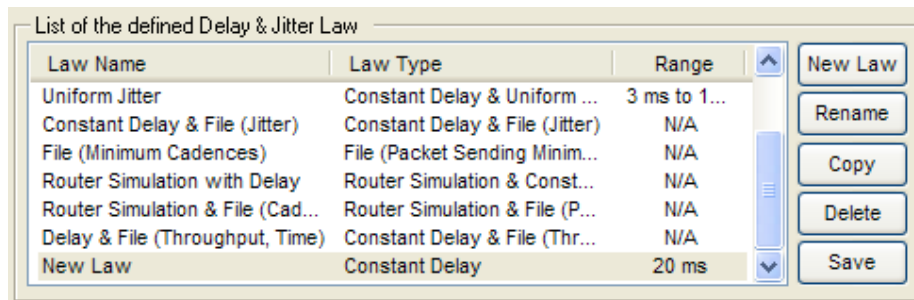 List of the defined Delay & Jitter Law
Law Name Law Type Range New Law
Uniform Jitter Constant Delay & Uniform ... 3 ms to 1...
Constant Delay & File (Jitter) Constant Delay & File (Jitter) N/A Rename
File (Minimum Cadences) File (Packet Sending Minim... N/A Copy
Router Simulation with Delay Router Simulation & Const... N/A
Router Simulation & File (Cad... Router Simulation & File (P... N/A Delete
Delay & File (Throughput, Time) Constant Delay & File (Thr... N/A
New Law Constant Delay 20 ms Save